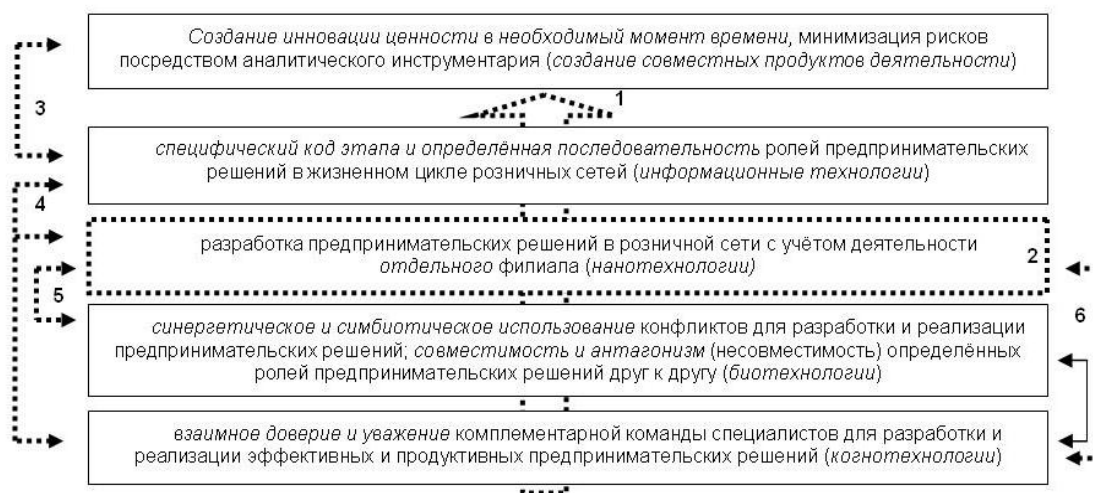 Создание инновации ценности в необходимый момент времени, минимизация рисков
посредством аналитического инструментария (создание совместных продуктов деятельности)
1
3
специфический код этапа и определённая последовательность ролей предпринимательских
решений в жизненном цикле розничных сетей (информационные технологии)
4
разработка предпринимательских решений в розничной сети с учётом деятельности
отдельного филиала (нанотехнологии)
2
5
синергетическое и симбиотическое использование конфликтов для разработки и реализации
предпринимательских решений; совместимость и антагонизм (несовместимость) определённых
ролей предпринимательских решений друг к другу (биотехнологии)
6
взаимное доверие и уважение комплементарной команды специалистов для разработки и
реализации эффективных и продуктивных предпринимательских решений (когнотехнологии)